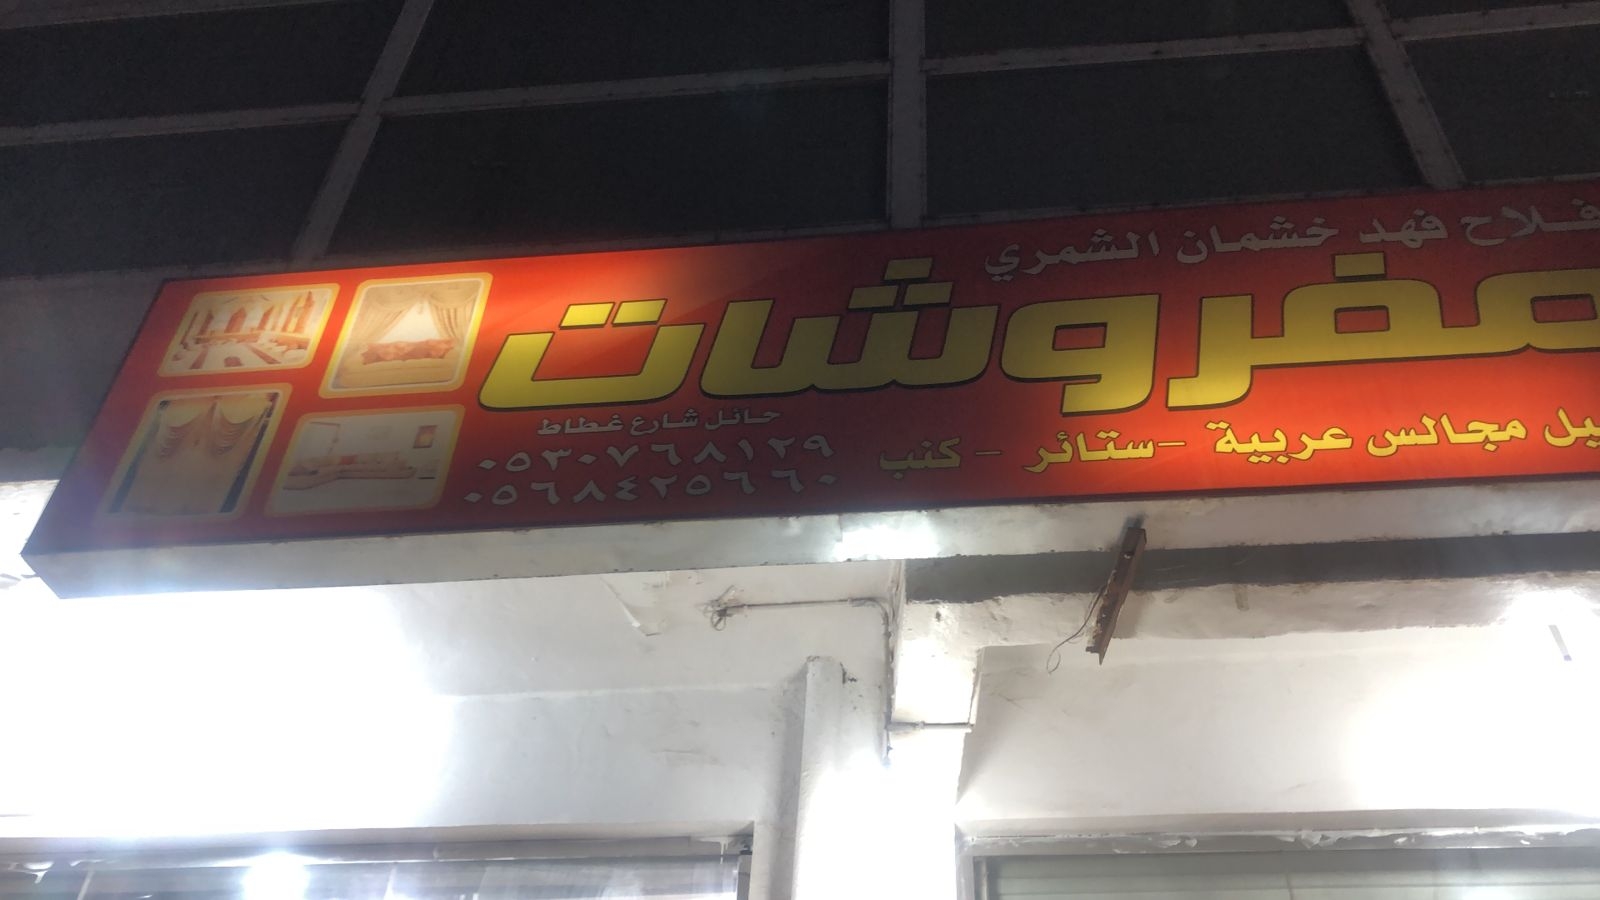 فلاح فهد خشمان الشمري
مفروشات
مجالس عربية - ستائر - كنب
حائل شارع غطاط
٠٥٣٠٧٦٨١٢٩
٠٥٦٨٤٢٥٦٦٠